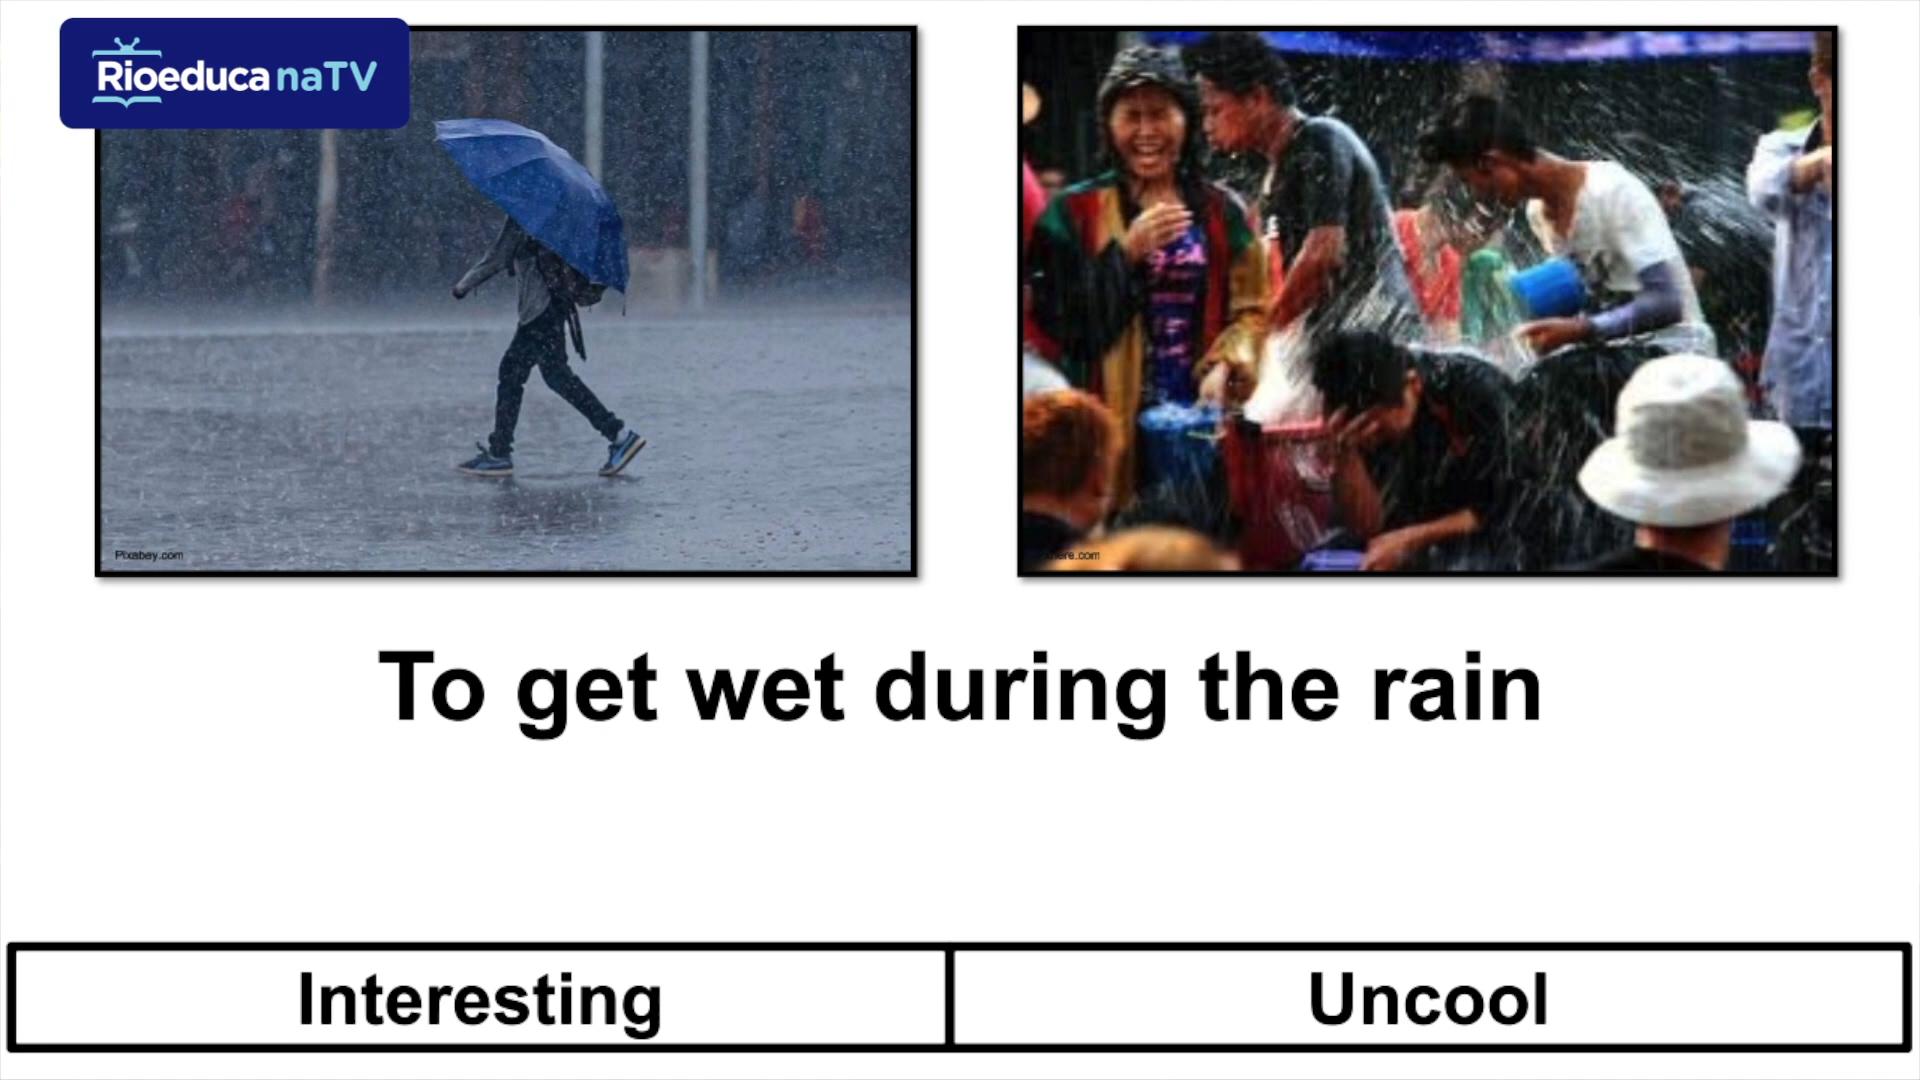 Rioeduca naTV
Pixabay.com
To get wet during the rain
Interesting
Uncool